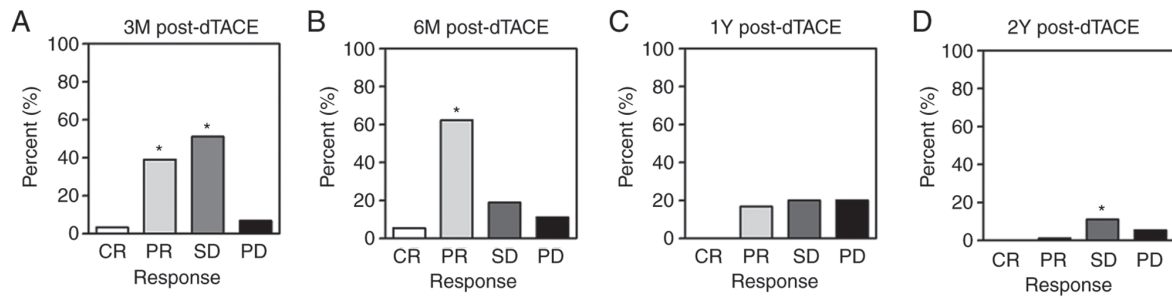 A
3M post-dTACE
100
80
60
40
20
0
Percent (%)
*
*
CR PR SD PD
Response
B
6M post-dTACE
100
80
60
40
20
0
Percent (%)
*
CR PR SD PD
Response
C
1Y post-dTACE
100
80
60
40
20
0
Percent (%)
CR PR SD PD
Response
D
2Y post-dTACE
100
80
60
40
20
0
Percent (%)
*
CR PR SD PD
Response